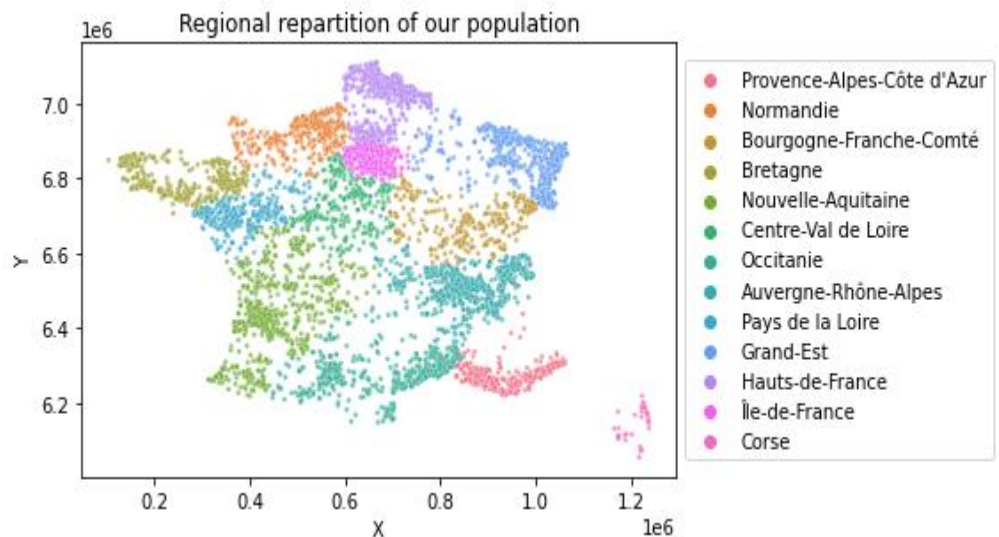 Regional repartition of our population
1e6
7.0
6.8
6.6
6.4
6.2
Y
0.2 0.4 0.6 0.8 1.0 1.2
1e6
X
Provence-Alpes-Côte d'Azur
Normandie
Bourgogne-Franche-Comté
Bretagne
Nouvelle-Aquitaine
Centre-Val de Loire
Occitanie
Auvergne-Rhône-Alpes
Pays de la Loire
Grand-Est
Hauts-de-France
Île-de-France
Corse